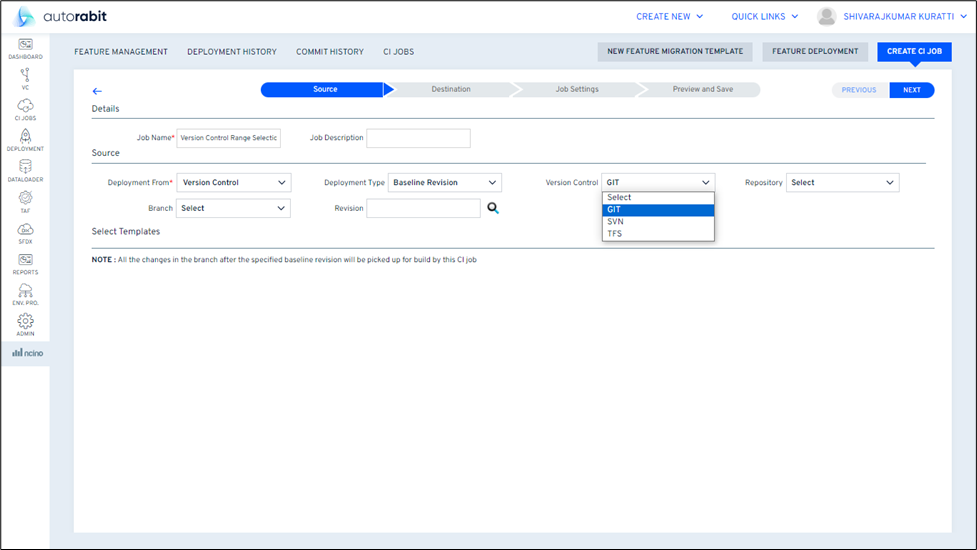 autorabit
CREATE NEW
QUICK LINKS
SHIVARAJKUMAR KURATTI
DASHBOARD
VC
CI JOBS
DEPLOYMENT
DATALOADER
TAF
SFDX
REPORTS
ENV. PRO.
ADMIN
ncino
FEATURE MANAGEMENT DEPLOYMENT HISTORY COMMIT HISTORY CI JOBS
NEW FEATURE MIGRATION TEMPLATE FEATURE DEPLOYMENT CREATE CI JOB
Source Destination Job Settings Preview and Save
PREVIOUS NEXT
Details
Job Name* Version Control Range Selectic Job Description
Source
Deployment From* Version Control Deployment Type Baseline Revision Version Control GIT Repository Select
Select
GIT
SVN
TFS
Branch Select Revision
Select Templates
NOTE : All the changes in the branch after the specified baseline revision will be picked up for build by this CI job